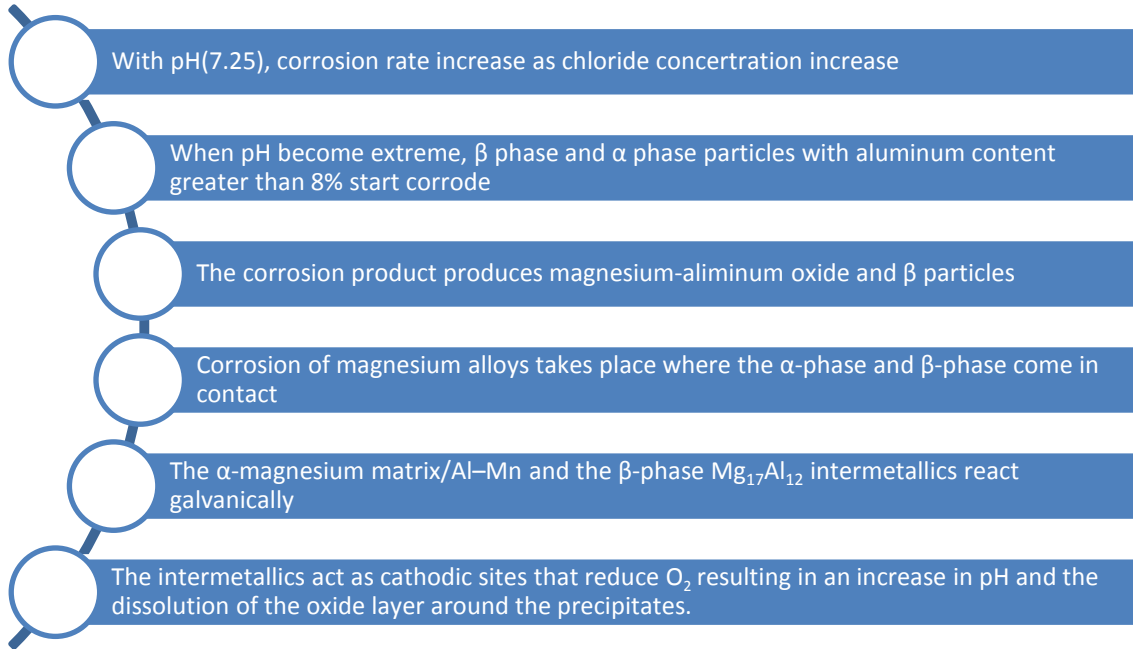 With pH(7.25), corrosion rate increase as chloride concertration increase
When pH become extreme, β phase and α phase particles with aluminum content
greater than 8% start corrode
The corrosion product produces magnesium-aliminum oxide and β particles
Corrosion of magnesium alloys takes place where the α-phase and β-phase come in
contact
The α-magnesium matrix/Al–Mn and the β-phase Mg₁₇Al₁₂ intermetallics react
galvanically
The intermetallics act as cathodic sites that reduce O₂ resulting in an increase in pH and the
dissolution of the oxide layer around the precipitates.